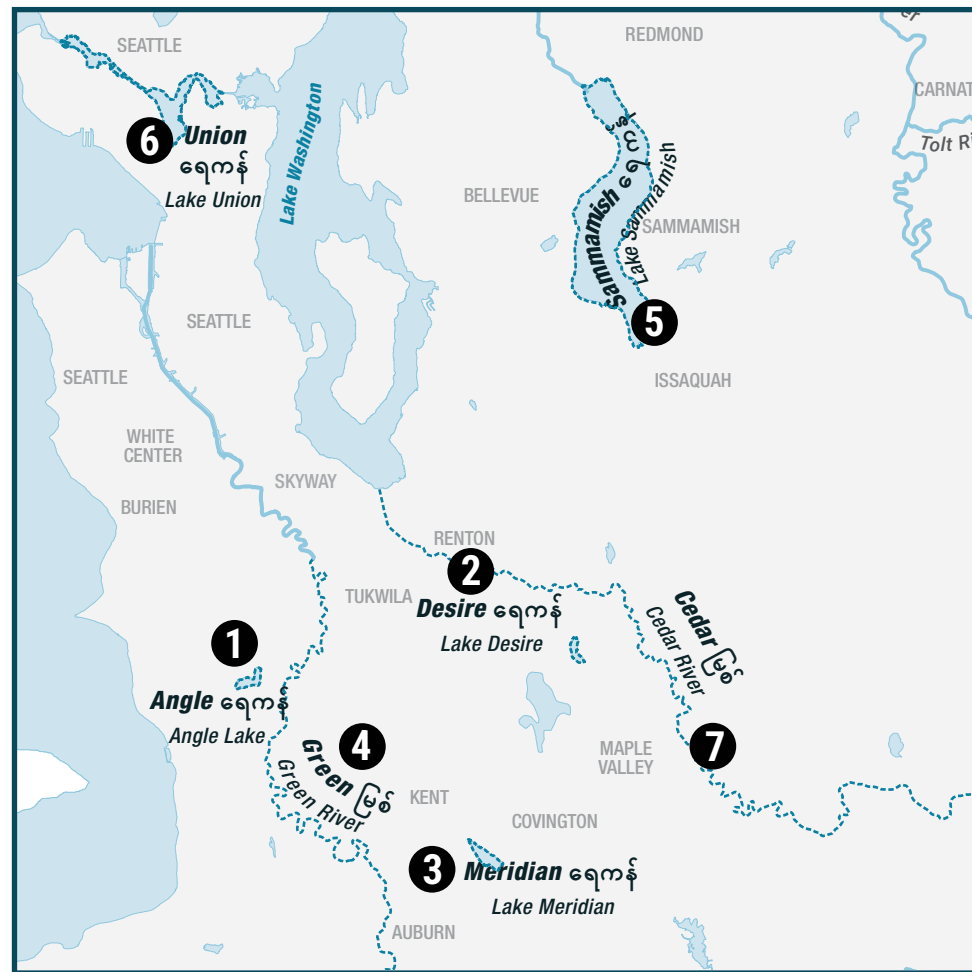 SEATTLE
REDMOND
CARNAT
Tolt Ri
6
Union
ရေကန်
Lake Union
Lake Washington
BELLEVUE
Sammamish ရေကန်
Lake Sammamish
SAMMAMISH
5
ISSAQUAH
SEATTLE
SEATTLE
WHITE
CENTER
BURIEN
SKYWAY
RENTON
2
TUKWILA
Desire ရေကန်
Lake Desire
Cedar မြစ်
Cedar River
1
Angle ရေကန်
Angle Lake
4
Green မြစ်
Green River
KENT
MAPLE
VALLEY
7
COVINGTON
3
Meridian ရေကန်
Lake Meridian
AUBURN